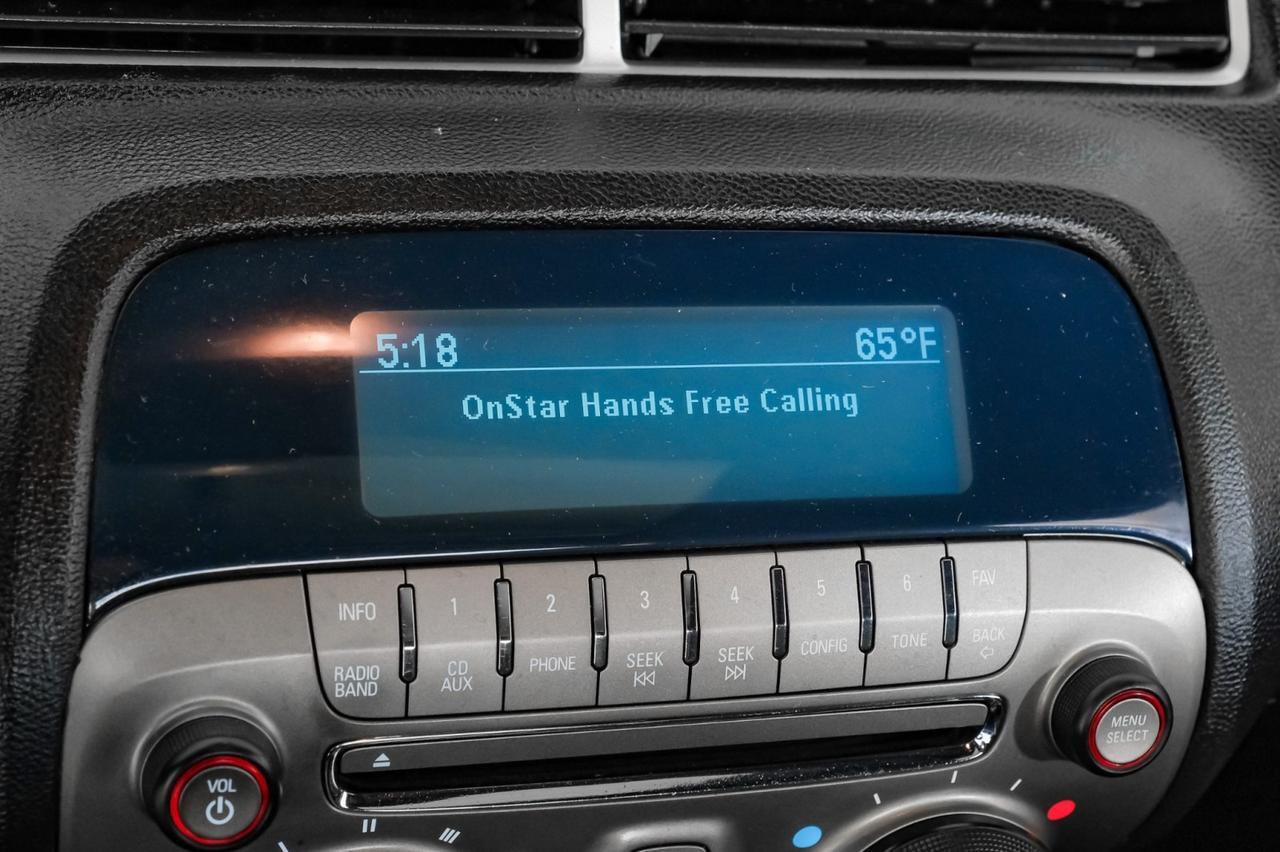 5:18 65°F
OnStar Hands Free Calling
INFO 1 2 3 4 5 6 FAV
RADIO BAND
CD AUX
PHONE
SEEK
SEEK
CONFIG
TONE
BACK
VOL
MENU
SELECT